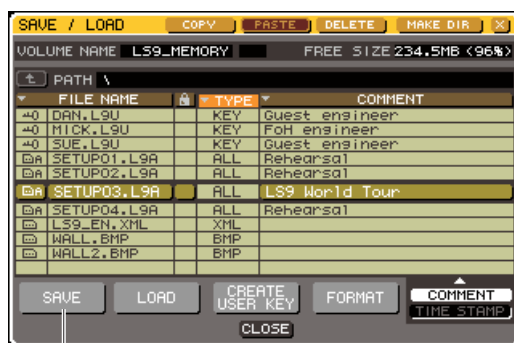 SAVE / LOAD COPY PASTE DELETE MAKE DIR X
VOLUME NAME LS9_MEMORY FREE SIZE 234.5MB (96%)
PATH \
FILE NAME TYPE COMMENT
DAN.L9U KEY Guest engineer
MICK.L9U KEY FoH engineer
SUE.L9U KEY Guest engineer
SETUP01.L9A ALL Rehearsal
SETUP02.L9A ALL Rehearsal
SETUP03.L9A ALL LS9 World Tour
SETUP04.L9A ALL Rehearsal
LS9_EN.XML XML
WALL.BMP BMP
WALL2.BMP BMP
SAVE LOAD CREATE USER KEY FORMAT COMMENT
TIME STAMP
CLOSE